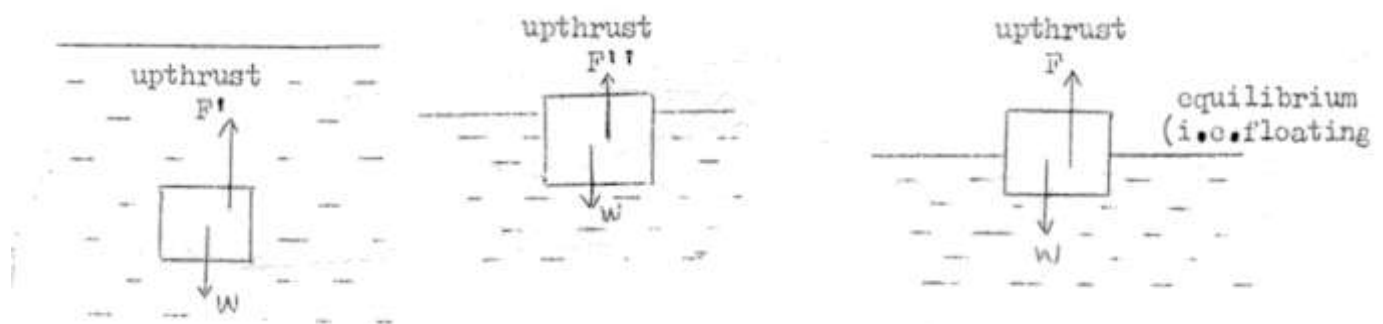 upthrust
F'
W
upthrust
F''
W
upthrust
F
W
equilibrium
(i.e.floating